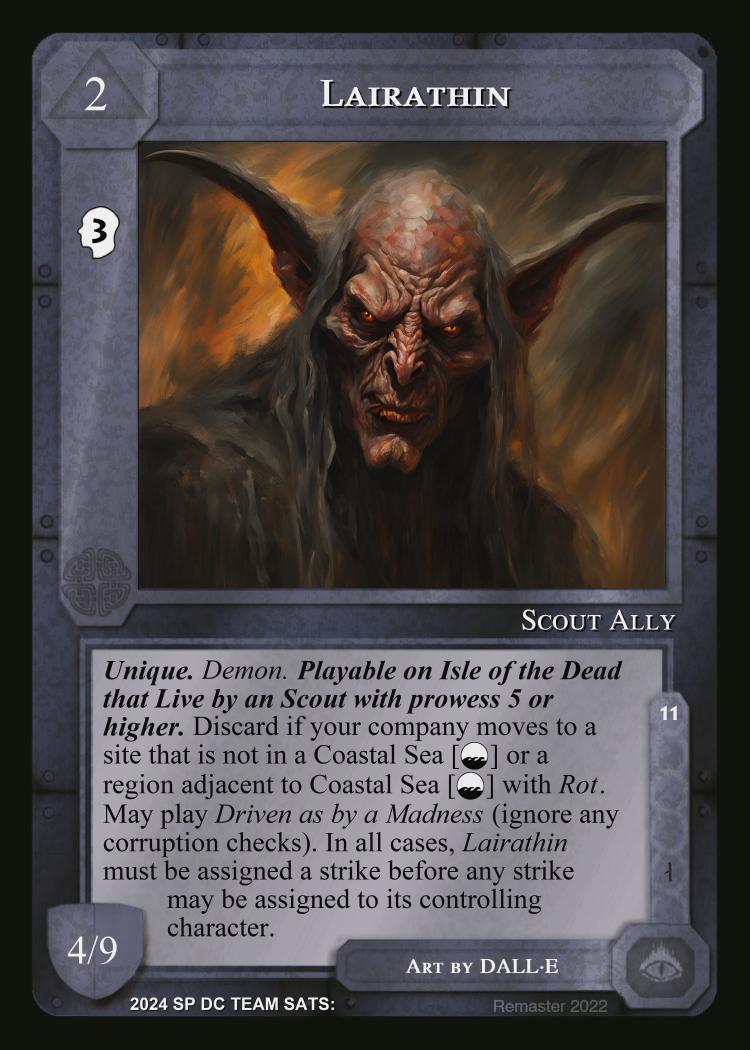 2
LAIRATHIN
3
SCOUT ALLY
Unique. Demon. Playable on Isle of the Dead
that Live by an Scout with prowess 5 or
higher. Discard if your company moves to a
site that is not in a Coastal Sea [] or a
region adjacent to Coastal Sea [] with Rot.
May play Driven as by a Madness (ignore any
corruption checks). In all cases, Lairathin
must be assigned a strike before any strike
may be assigned to its controlling
character.
11
4/9
ART BY DALL·E
2024 SP DC TEAM SATS:
Remaster 2022